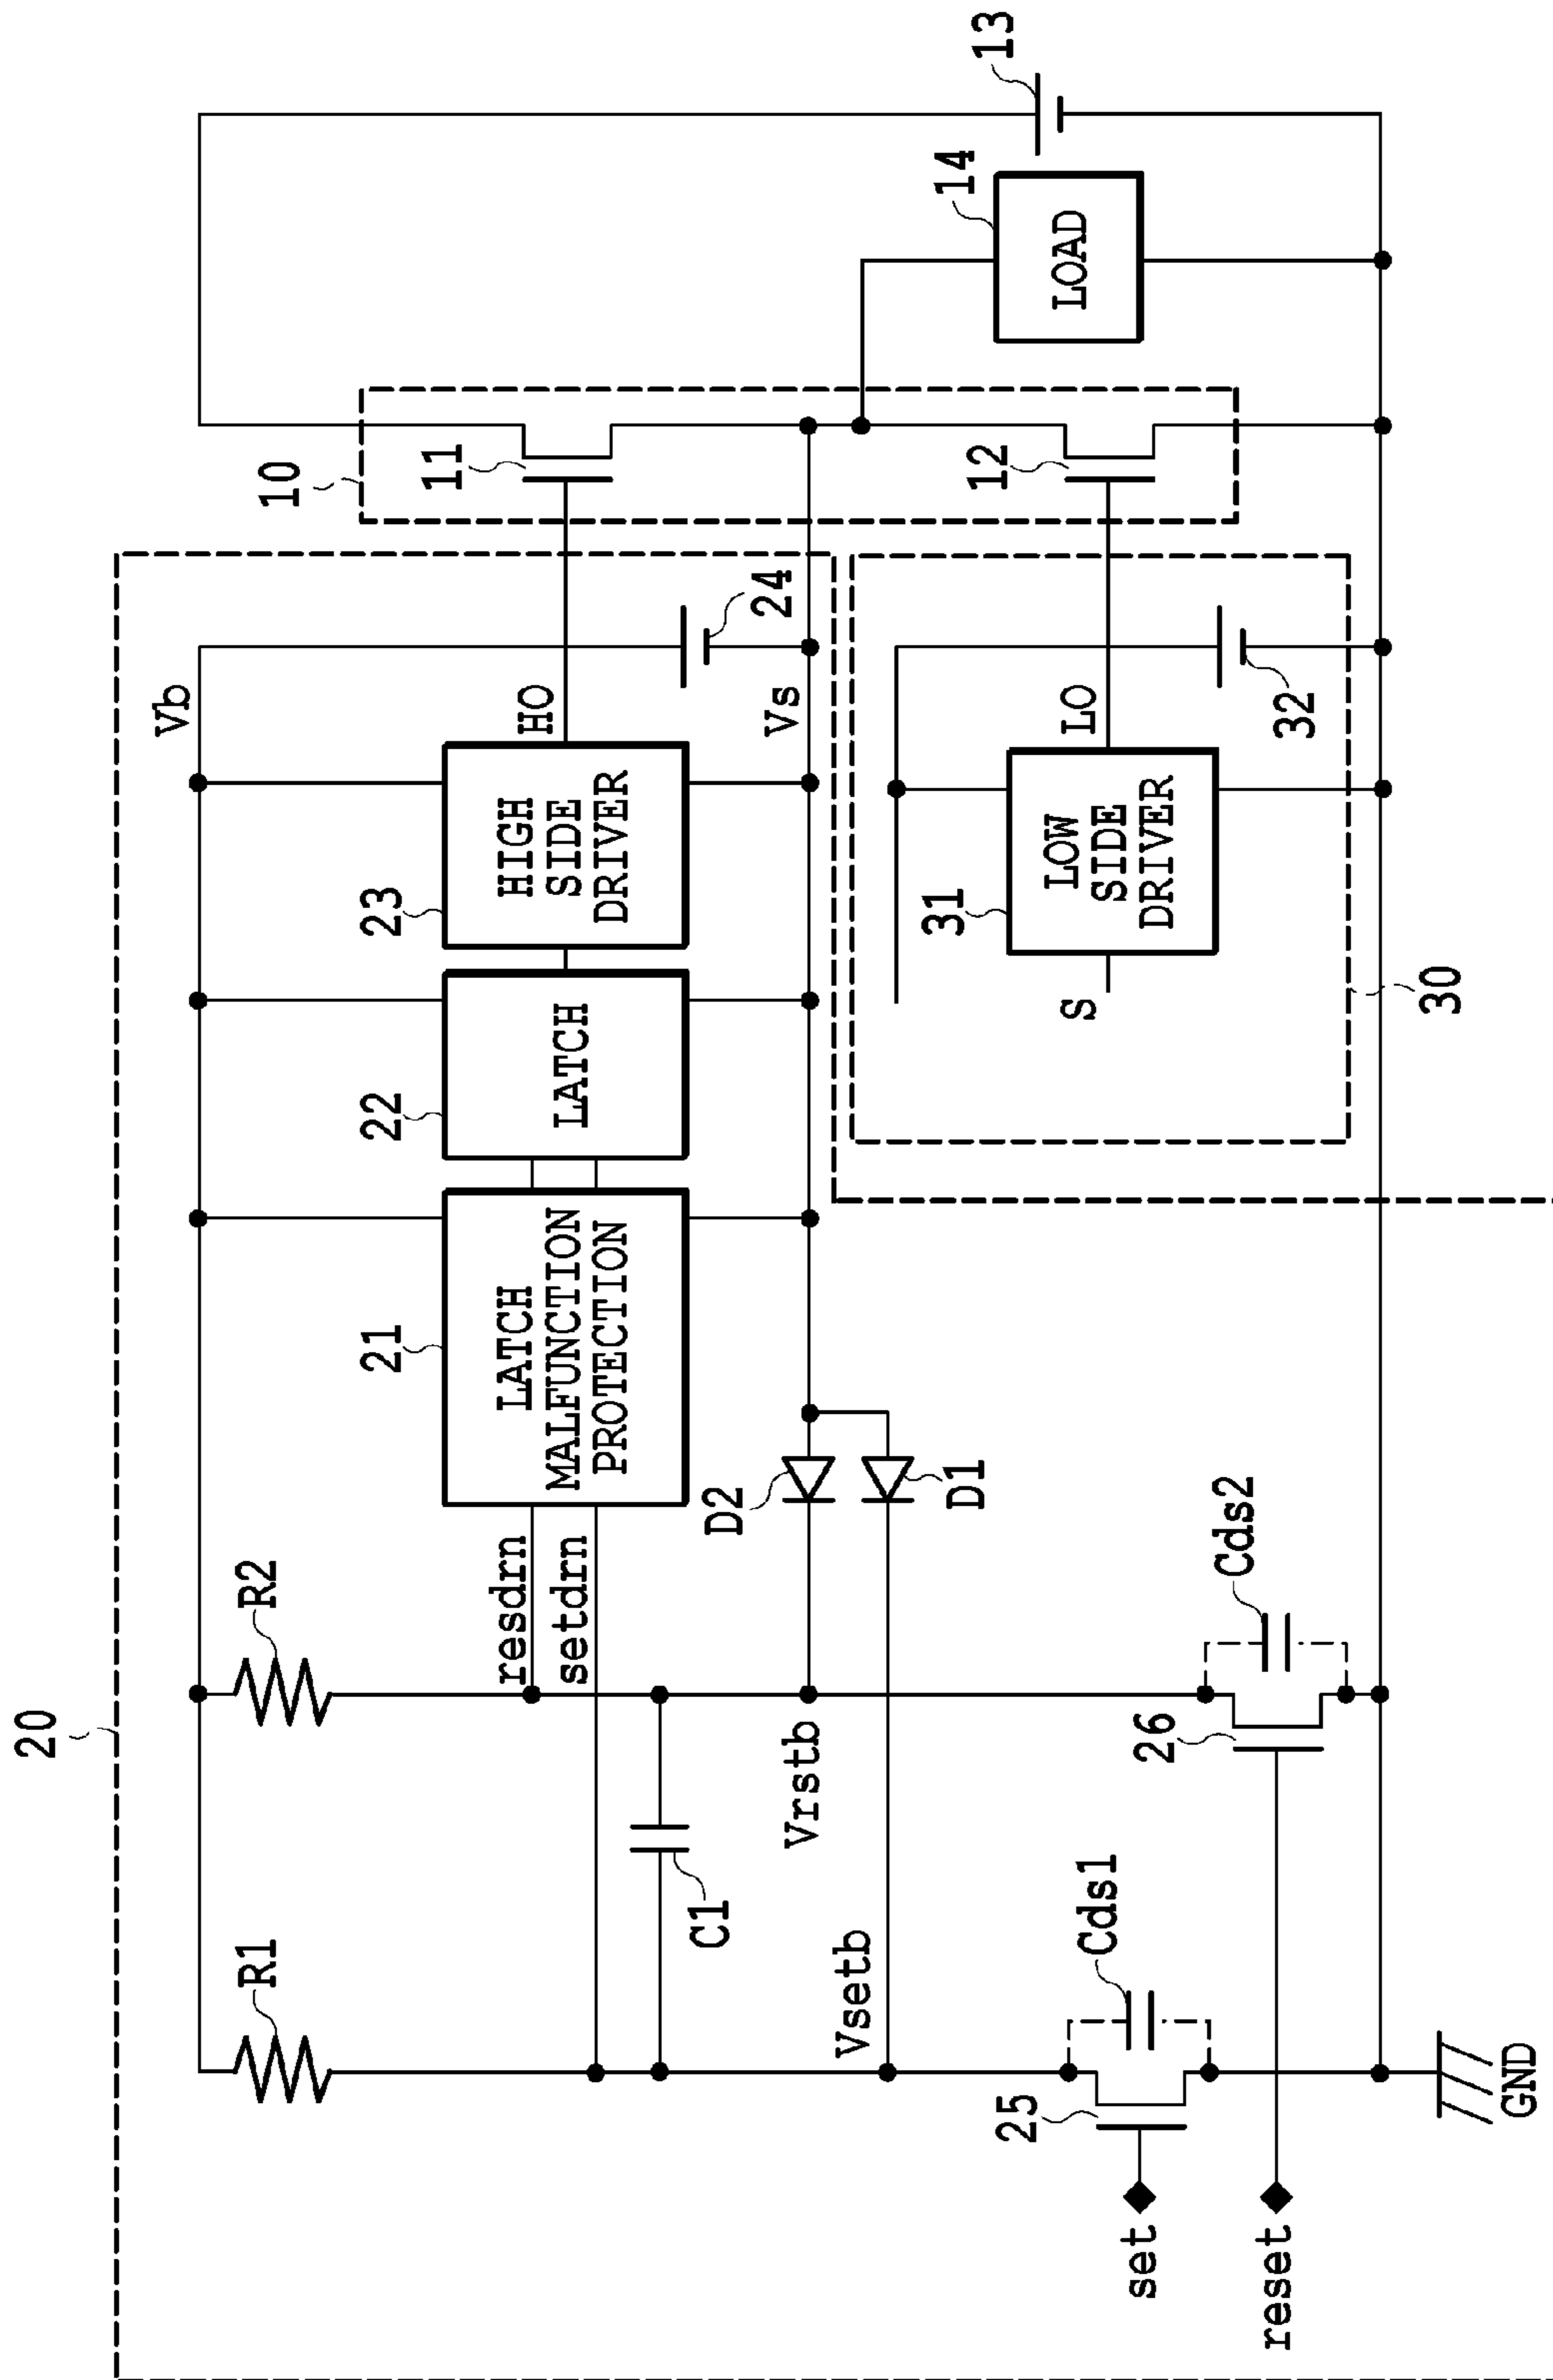 20
R1
R2
Vb
10
13
21
22
23
11
resdrn
setdrn
LATCH
MALFUNCTION
PROTECTION
LATCH
HIGH
SIDE
DRIVER
HO
C1
D2
24
Vrstb
Vs
Vsetb
D1
14
LOAD
31
LOW
SIDE
DRIVER
LO
12
S
25
Cds1
26
Cds2
32
set
reset
30
GND